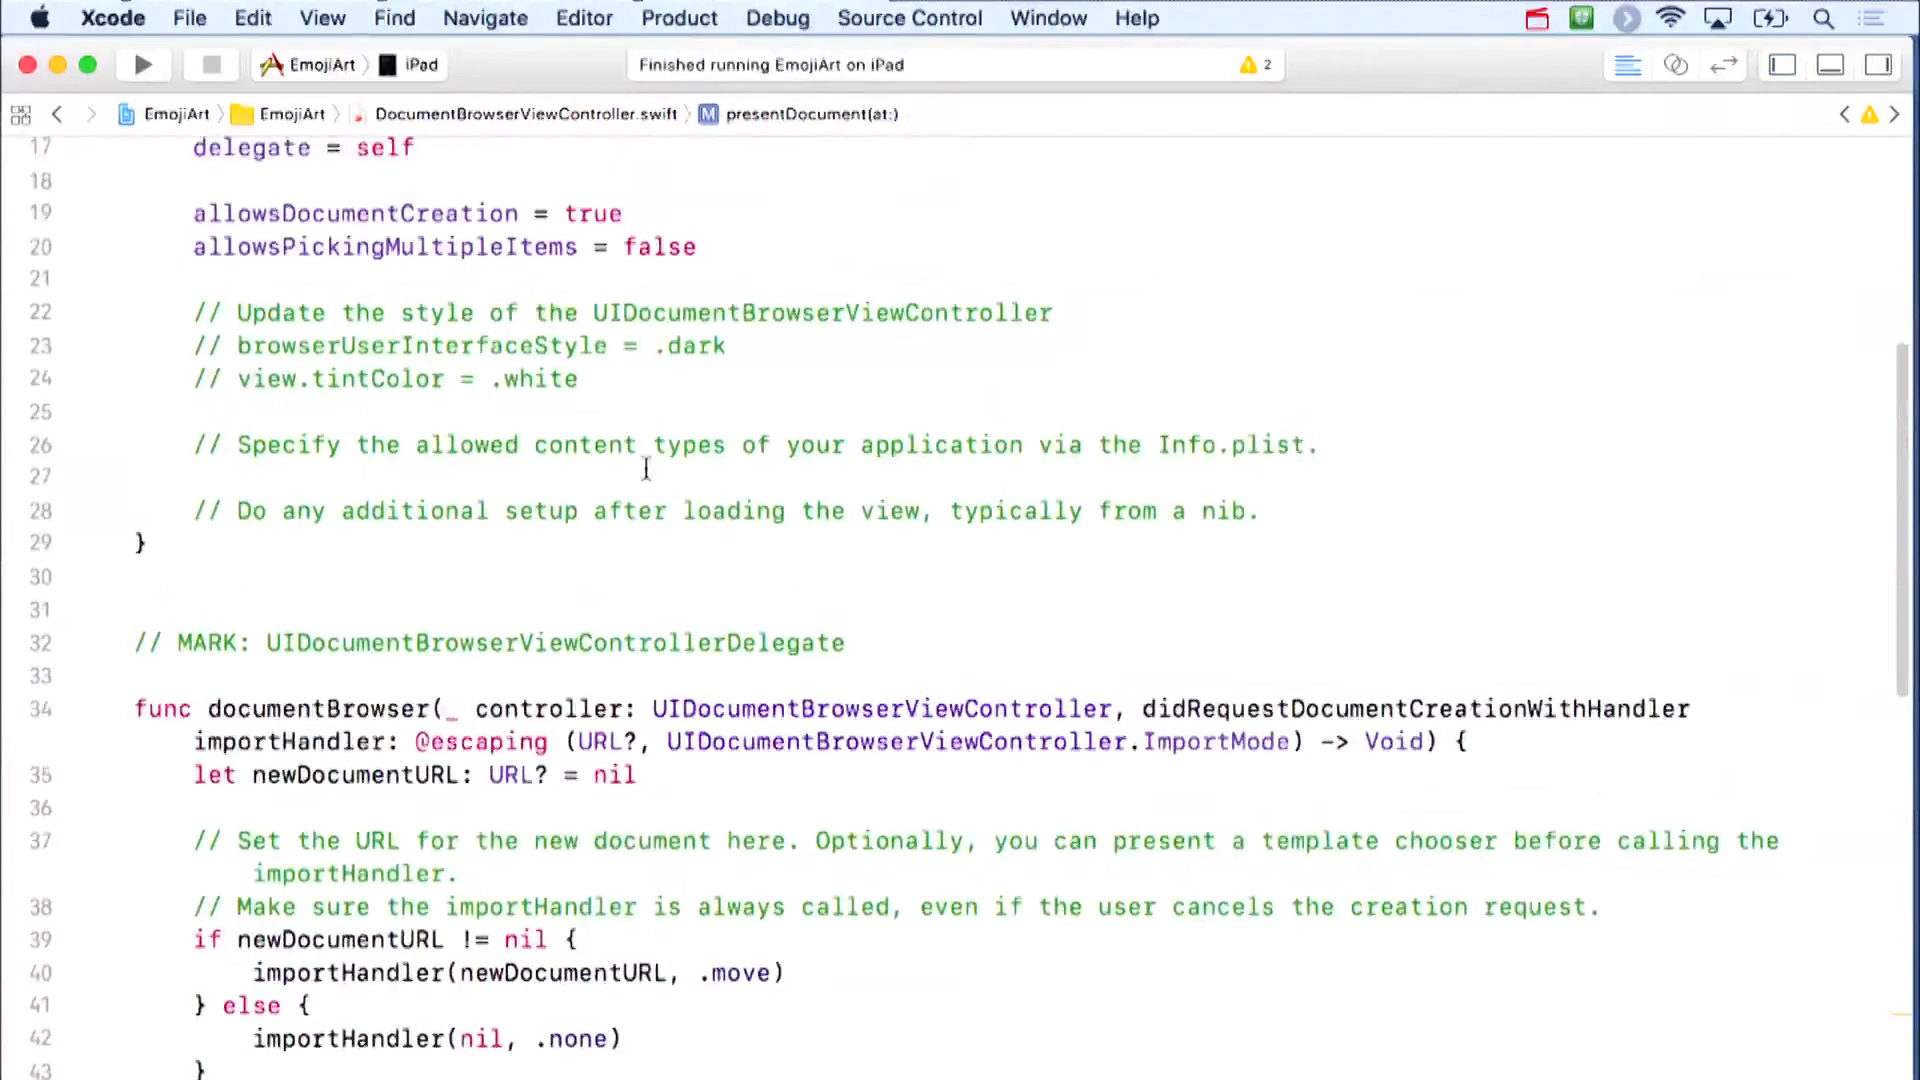 Xcode File Edit View Find Navigate Editor Product Debug Source Control Window Help
EmojiArt iPad Finished running EmojiArt on iPad 2
EmojiArt EmojiArt DocumentBrowserViewController.swift M presentDocument(at:)
17 delegate = self
18
19 allowsDocumentCreation = true
20 allowsPickingMultipleItems = false
21
22 // Update the style of the UIDocumentBrowserViewController
23 // browserUserInterfaceStyle = .dark
24 // view.tintColor = .white
25
26 // Specify the allowed content types of your application via the Info.plist.
27
28 // Do any additional setup after loading the view, typically from a nib.
29 }
30
31
32 // MARK: UIDocumentBrowserViewControllerDelegate
33
34 func documentBrowser(_ controller: UIDocumentBrowserViewController, didRequestDocumentCreationWithHandler
importHandler: @escaping (URL?, UIDocumentBrowserViewController.ImportMode) -> Void) {
35 let newDocumentURL: URL? = nil
36
37 // Set the URL for the new document here. Optionally, you can present a template chooser before calling the
importHandler.
38 // Make sure the importHandler is always called, even if the user cancels the creation request.
39 if newDocumentURL != nil {
40 importHandler(newDocumentURL, .move)
41 } else {
42 importHandler(nil, .none)
43 }